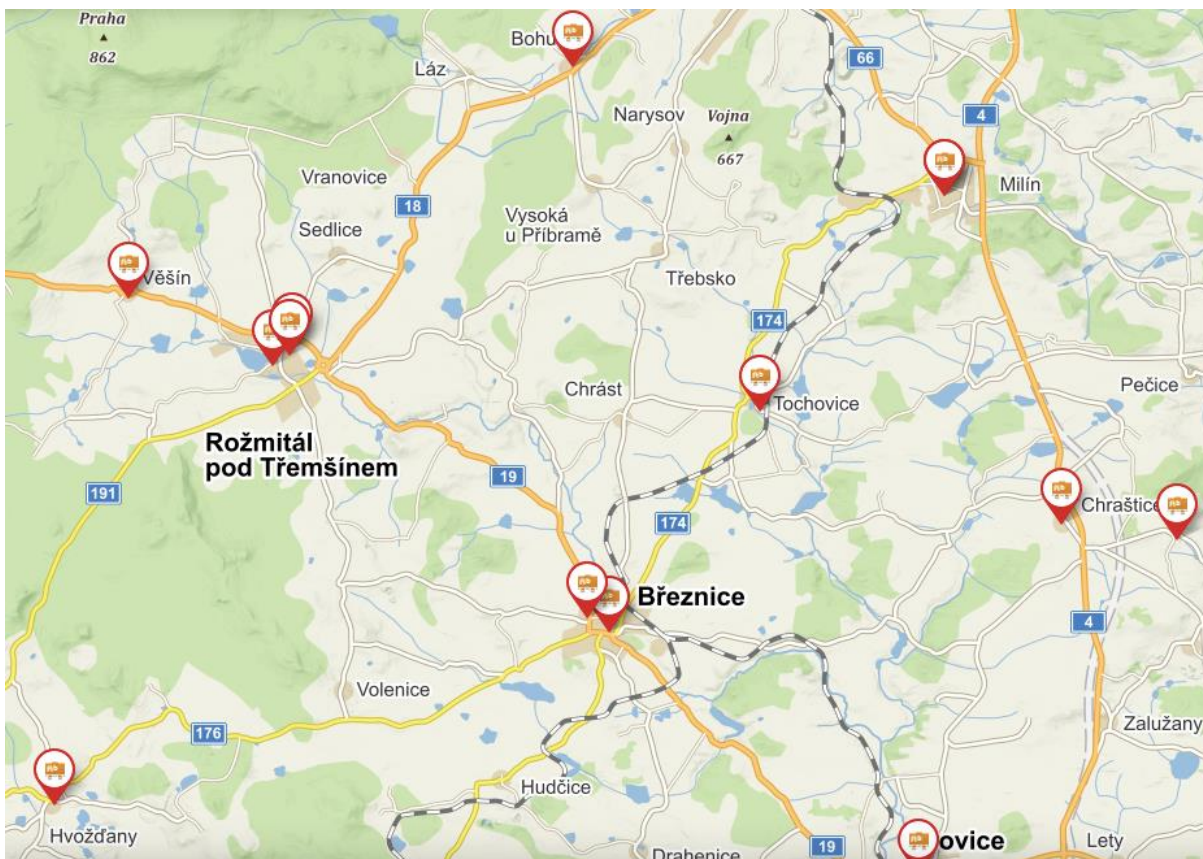 Praha
862
Bohu
Láz
66
Narysov
Vojna
667
4
Milín
Vranovice
18
Sedlice
Vysoká
u Příbramě
Věšín
Třebsko
174
Chrást
Tochovice
Pečice
Rožmitál
pod Třemšínem
19
191
174
Chraštice
Březnice
4
Volenice
176
Zalužany
Hudčice
Hvožďany
19
ovice
Lety
Drahenice